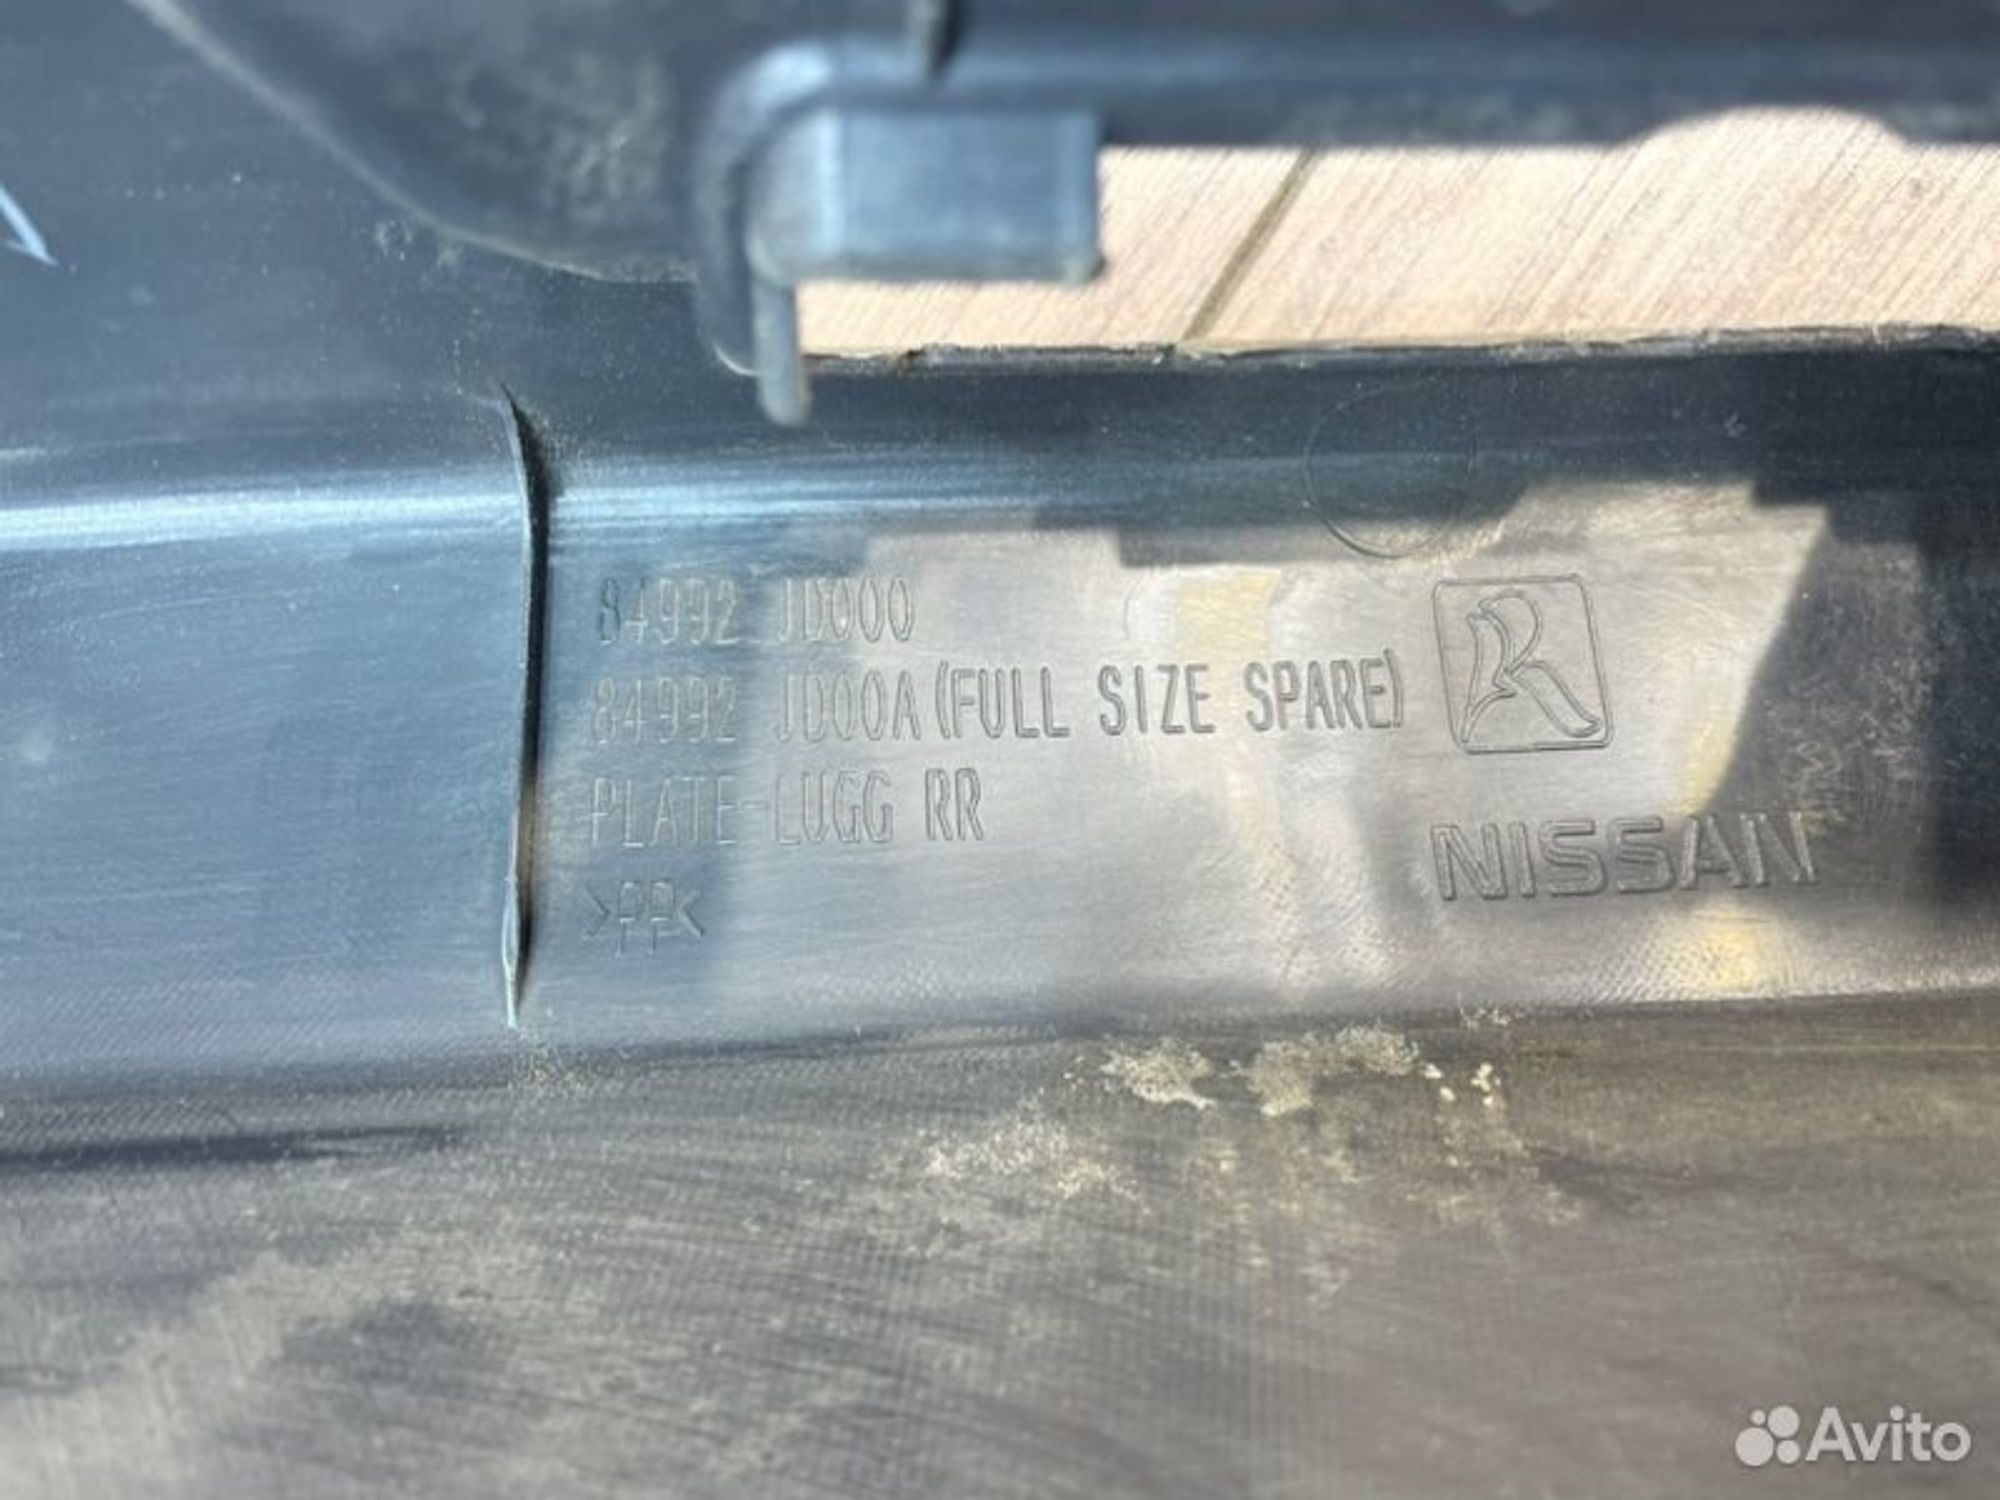 84992 JD000
84992 JD00A(FULL SIZE SPARE)
PLATE-LUGG RR
>PP<
R
NISSAN
Avito